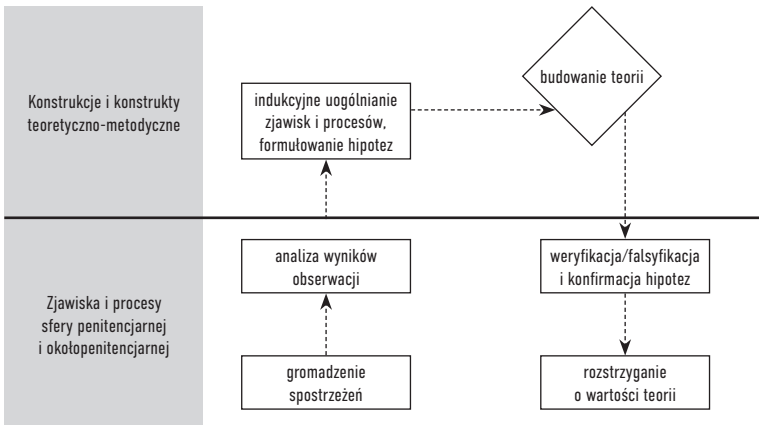 Konstrukcje i konstrukty
teoretyczno-metodyczne
indukcyjne uogólnianie
zjawisk i procesów,
formułowanie hipotez
budowanie teorii
Zjawiska i procesy
sfery penitencjarnej
i okołopenitencjarnej
analiza wyników
obserwacji
gromadzenie
spostrzeżeń
weryfikacja/falsyfikacja
i konfirmacja hipotez
rozstrzyganie
o wartości teorii